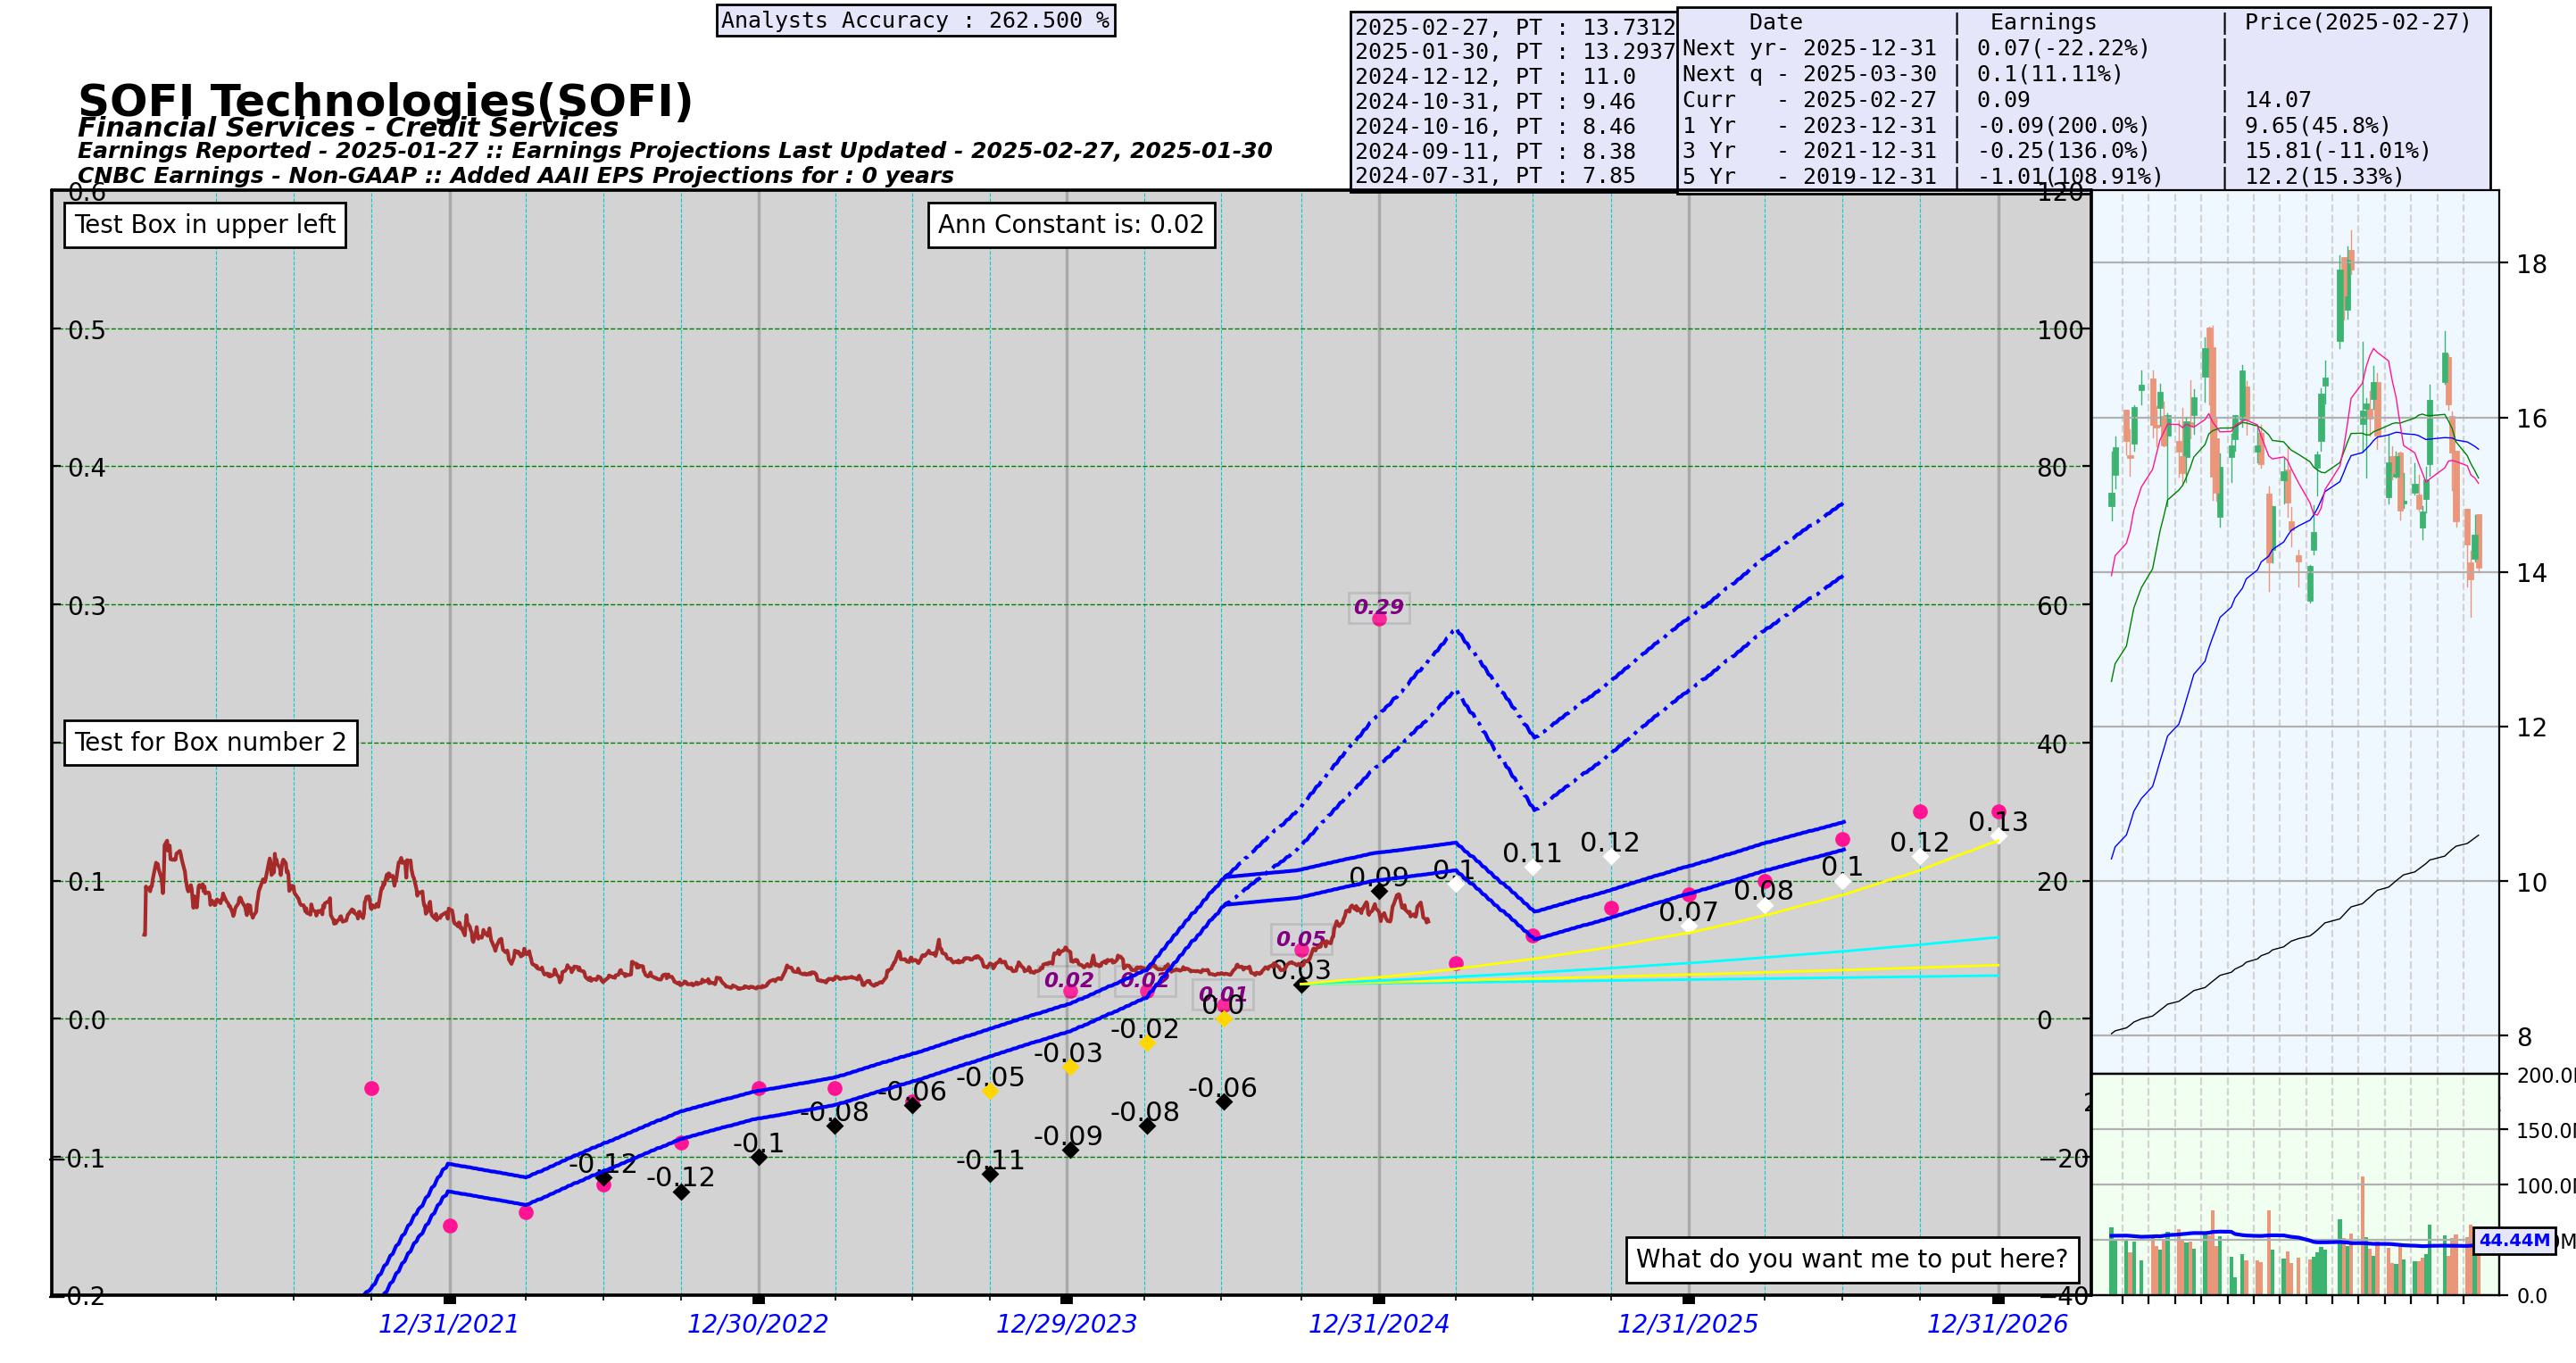 Analysts Accuracy : 262.500 %
2025-02-27, PT : 13.7312
2025-01-30, PT : 13.2937
2024-12-12, PT : 11.0
2024-10-31, PT : 9.46
2024-10-16, PT : 8.46
2024-09-11, PT : 8.38
2024-07-31, PT : 7.85
Date | Earnings | Price(2025-02-27)
Next yr- 2025-12-31 | 0.07(-22.22%) |
Next q - 2025-03-30 | 0.1(11.11%) |
Curr - 2025-02-27 | 0.09 | 14.07
1 Yr - 2023-12-31 | -0.09(200.0%) | 9.65(45.8%)
3 Yr - 2021-12-31 | -0.25(136.0%) | 15.81(-11.01%)
5 Yr - 2019-12-31 | -1.01(108.91%) | 12.2(15.33%)
SOFI Technologies(SOFI)
Financial Services - Credit Services
Earnings Reported - 2025-01-27 :: Earnings Projections Last Updated - 2025-02-27, 2025-01-30
CNBC Earnings - Non-GAAP :: Added AAII EPS Projections for : 0 years
Test Box in upper left
Ann Constant is: 0.02
Test for Box number 2
What do you want me to put here?
0.6
0.5
0.4
0.3
0.1
0.0
−0.1
−0.2
-0.12
-0.12
-0.1
-0.08
-0.06
-0.05
-0.11
-0.03
-0.09
-0.02
-0.08
0.0
-0.06
0.03
0.09
0.1
0.11
0.12
0.07
0.08
0.1
0.12
0.13
0.02
0.02
0.01
0.05
0.29
120
100
80
60
40
20
0
−20
−40
18
16
14
12
10
8
200.0
150.0
100.0
44.44M
0.0
12/31/2021
12/30/2022
12/29/2023
12/31/2024
12/31/2025
12/31/2026